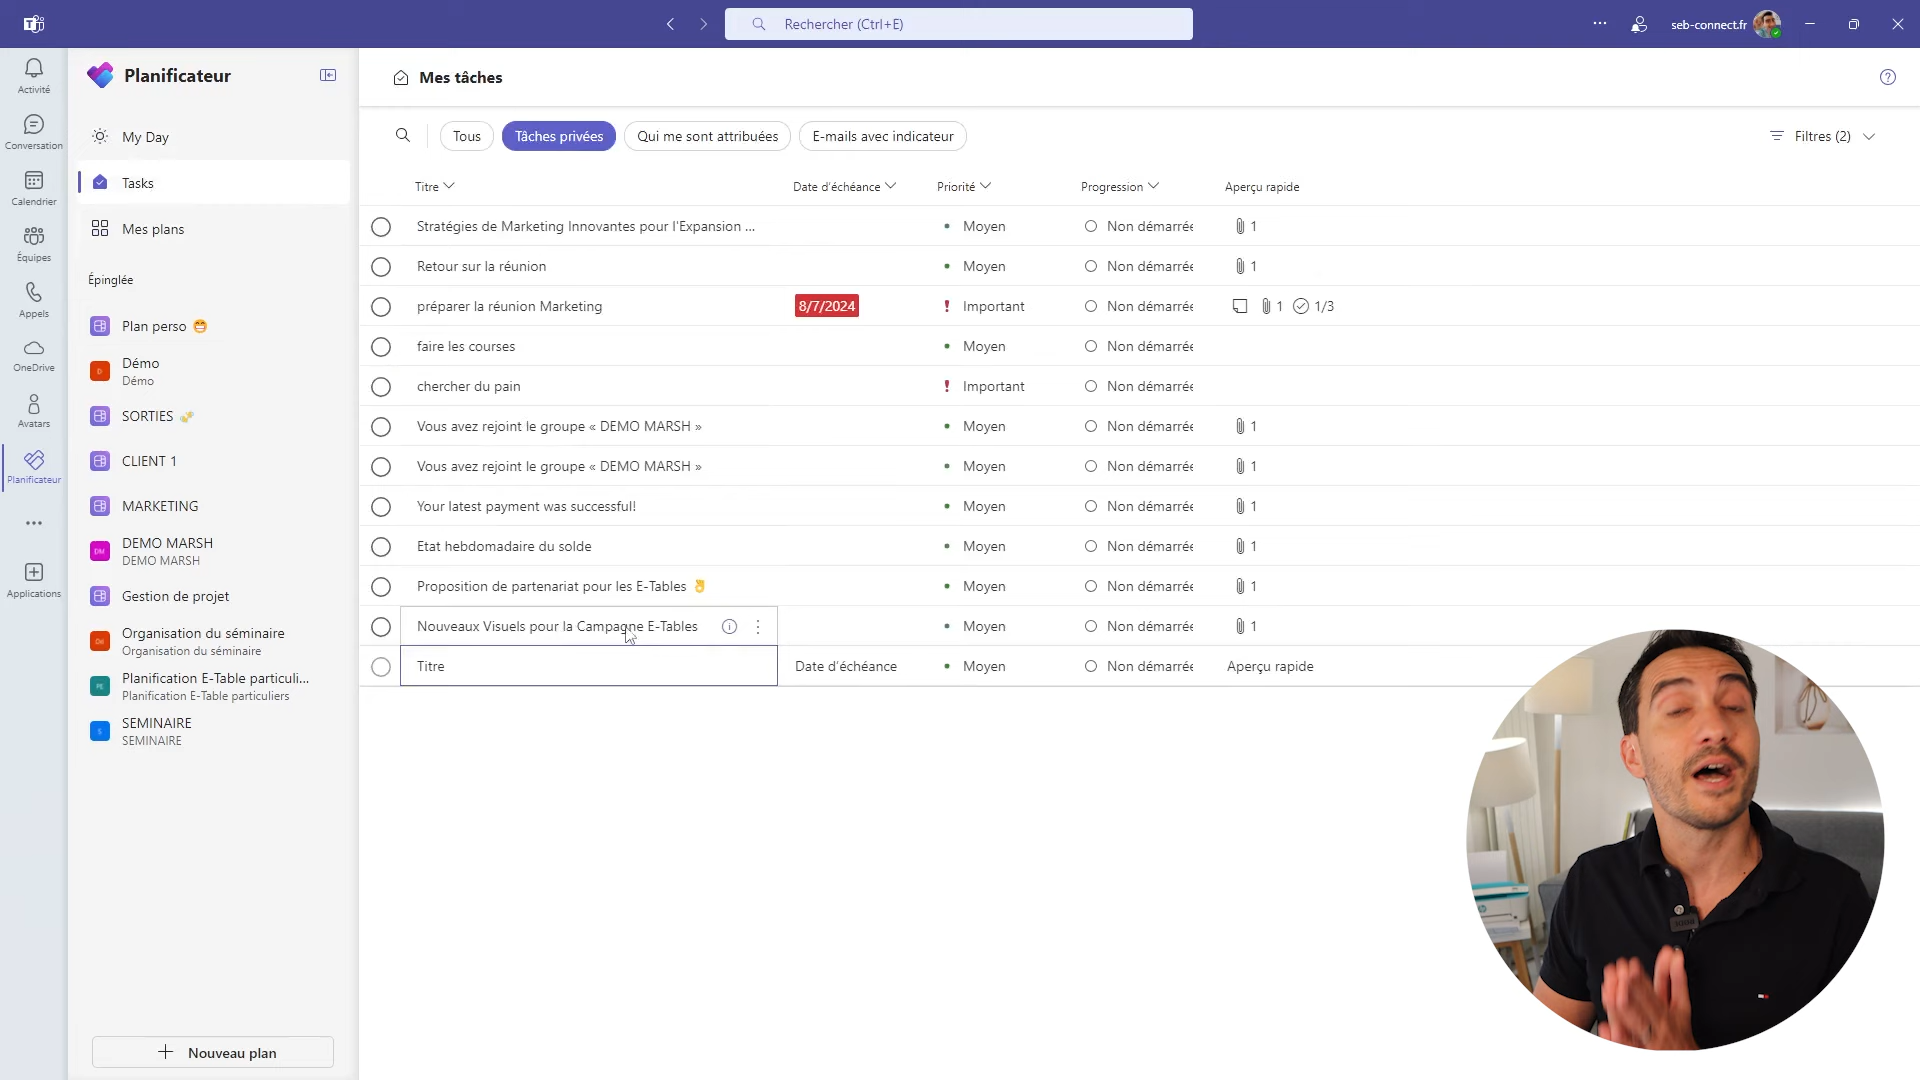 Rechercher (Ctrl+E)
seb-connect.fr
Activité
Conversation
Calendrier
Équipes
Appels
OneDrive
Avatars
Planificateur
Applications
Planificateur
My Day
Tasks
Mes plans
Épinglée
Plan perso 😁
Démo
Démo
SORTIES
CLIENT 1
MARKETING
DEMO MARSH
DEMO MARSH
Gestion de projet
Organisation du séminaire
Organisation du séminaire
Planification E-Table particuli...
Planification E-Table particuliers
SEMINAIRE
SEMINAIRE
Nouveau plan
Mes tâches
Tous
Tâches privées
Qui me sont attribuées
E-mails avec indicateur
Filtres (2)
Titre Date d'échéance Priorité Progression Aperçu rapide
Stratégies de Marketing Innovantes pour l'Expansion ... Moyen Non démarrée 1
Retour sur la réunion Moyen Non démarrée 1
préparer la réunion Marketing 8/7/2024 Important Non démarrée 1 1/3
faire les courses Moyen Non démarrée
chercher du pain Important Non démarrée
Vous avez rejoint le groupe « DEMO MARSH » Moyen Non démarrée 1
Vous avez rejoint le groupe « DEMO MARSH » Moyen Non démarrée 1
Your latest payment was successful! Moyen Non démarrée 1
Etat hebdomadaire du solde Moyen Non démarrée 1
Proposition de partenariat pour les E-Tables 👌 Moyen Non démarrée 1
Nouveaux Visuels pour la Campagne E-Tables Moyen Non démarrée 1
Titre Date d'échéance Moyen Non démarrée Aperçu rapide